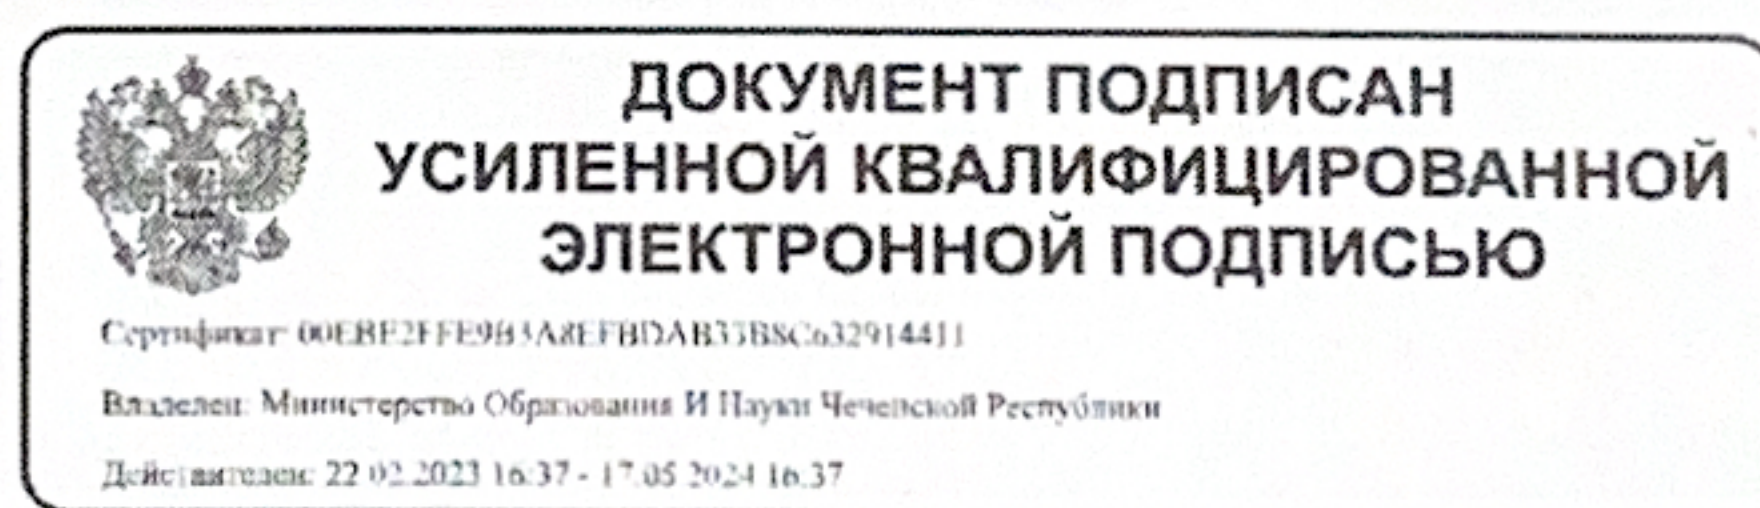 ДОКУМЕНТ ПОДПИСАН
УСИЛЕННОЙ КВАЛИФИЦИРОВАННОЙ
ЭЛЕКТРОННОЙ ПОДПИСЬЮ
Сертификат: 00EBE2FFE9B3A8EFBDAB33B8C632914411
Владелец: Министерство Образования И Науки Чеченской Республики
Действителен: 22.02.2023 16:37 - 17.05.2024 16:37